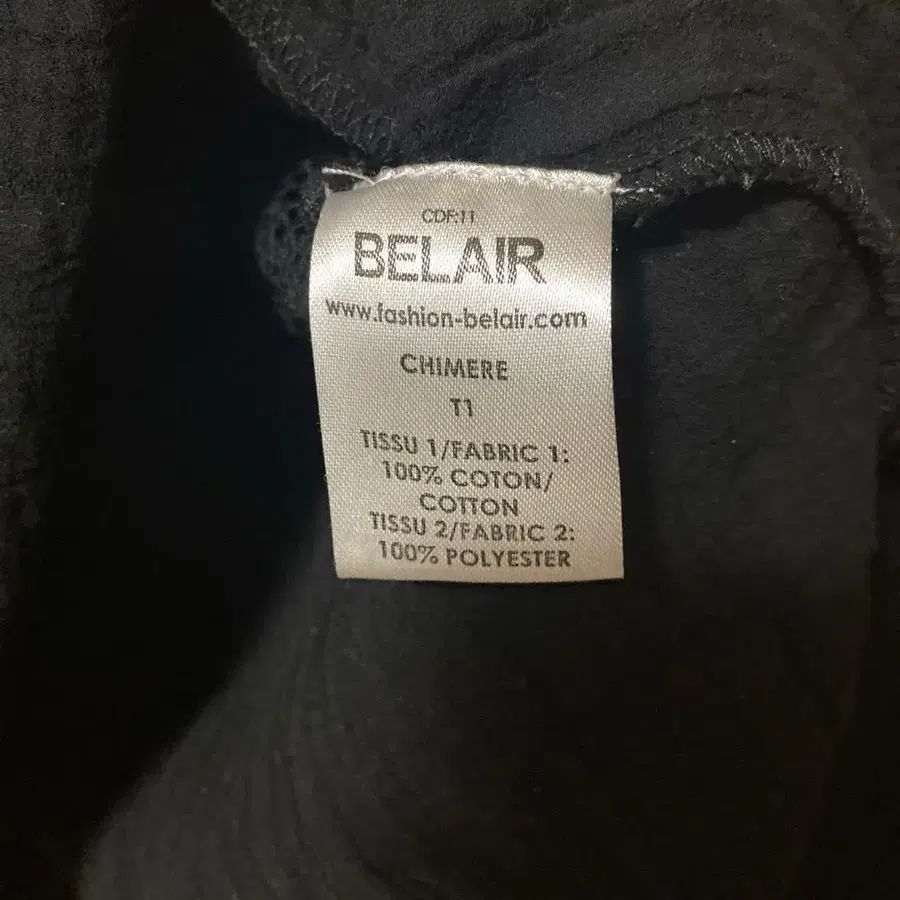 CDF:11
BELAIR
www.fashion-belair.com
CHIMERE
T1
TISSU 1/FABRIC 1:
100% COTON/
COTTON
TISSU 2/FABRIC 2:
100% POLYESTER